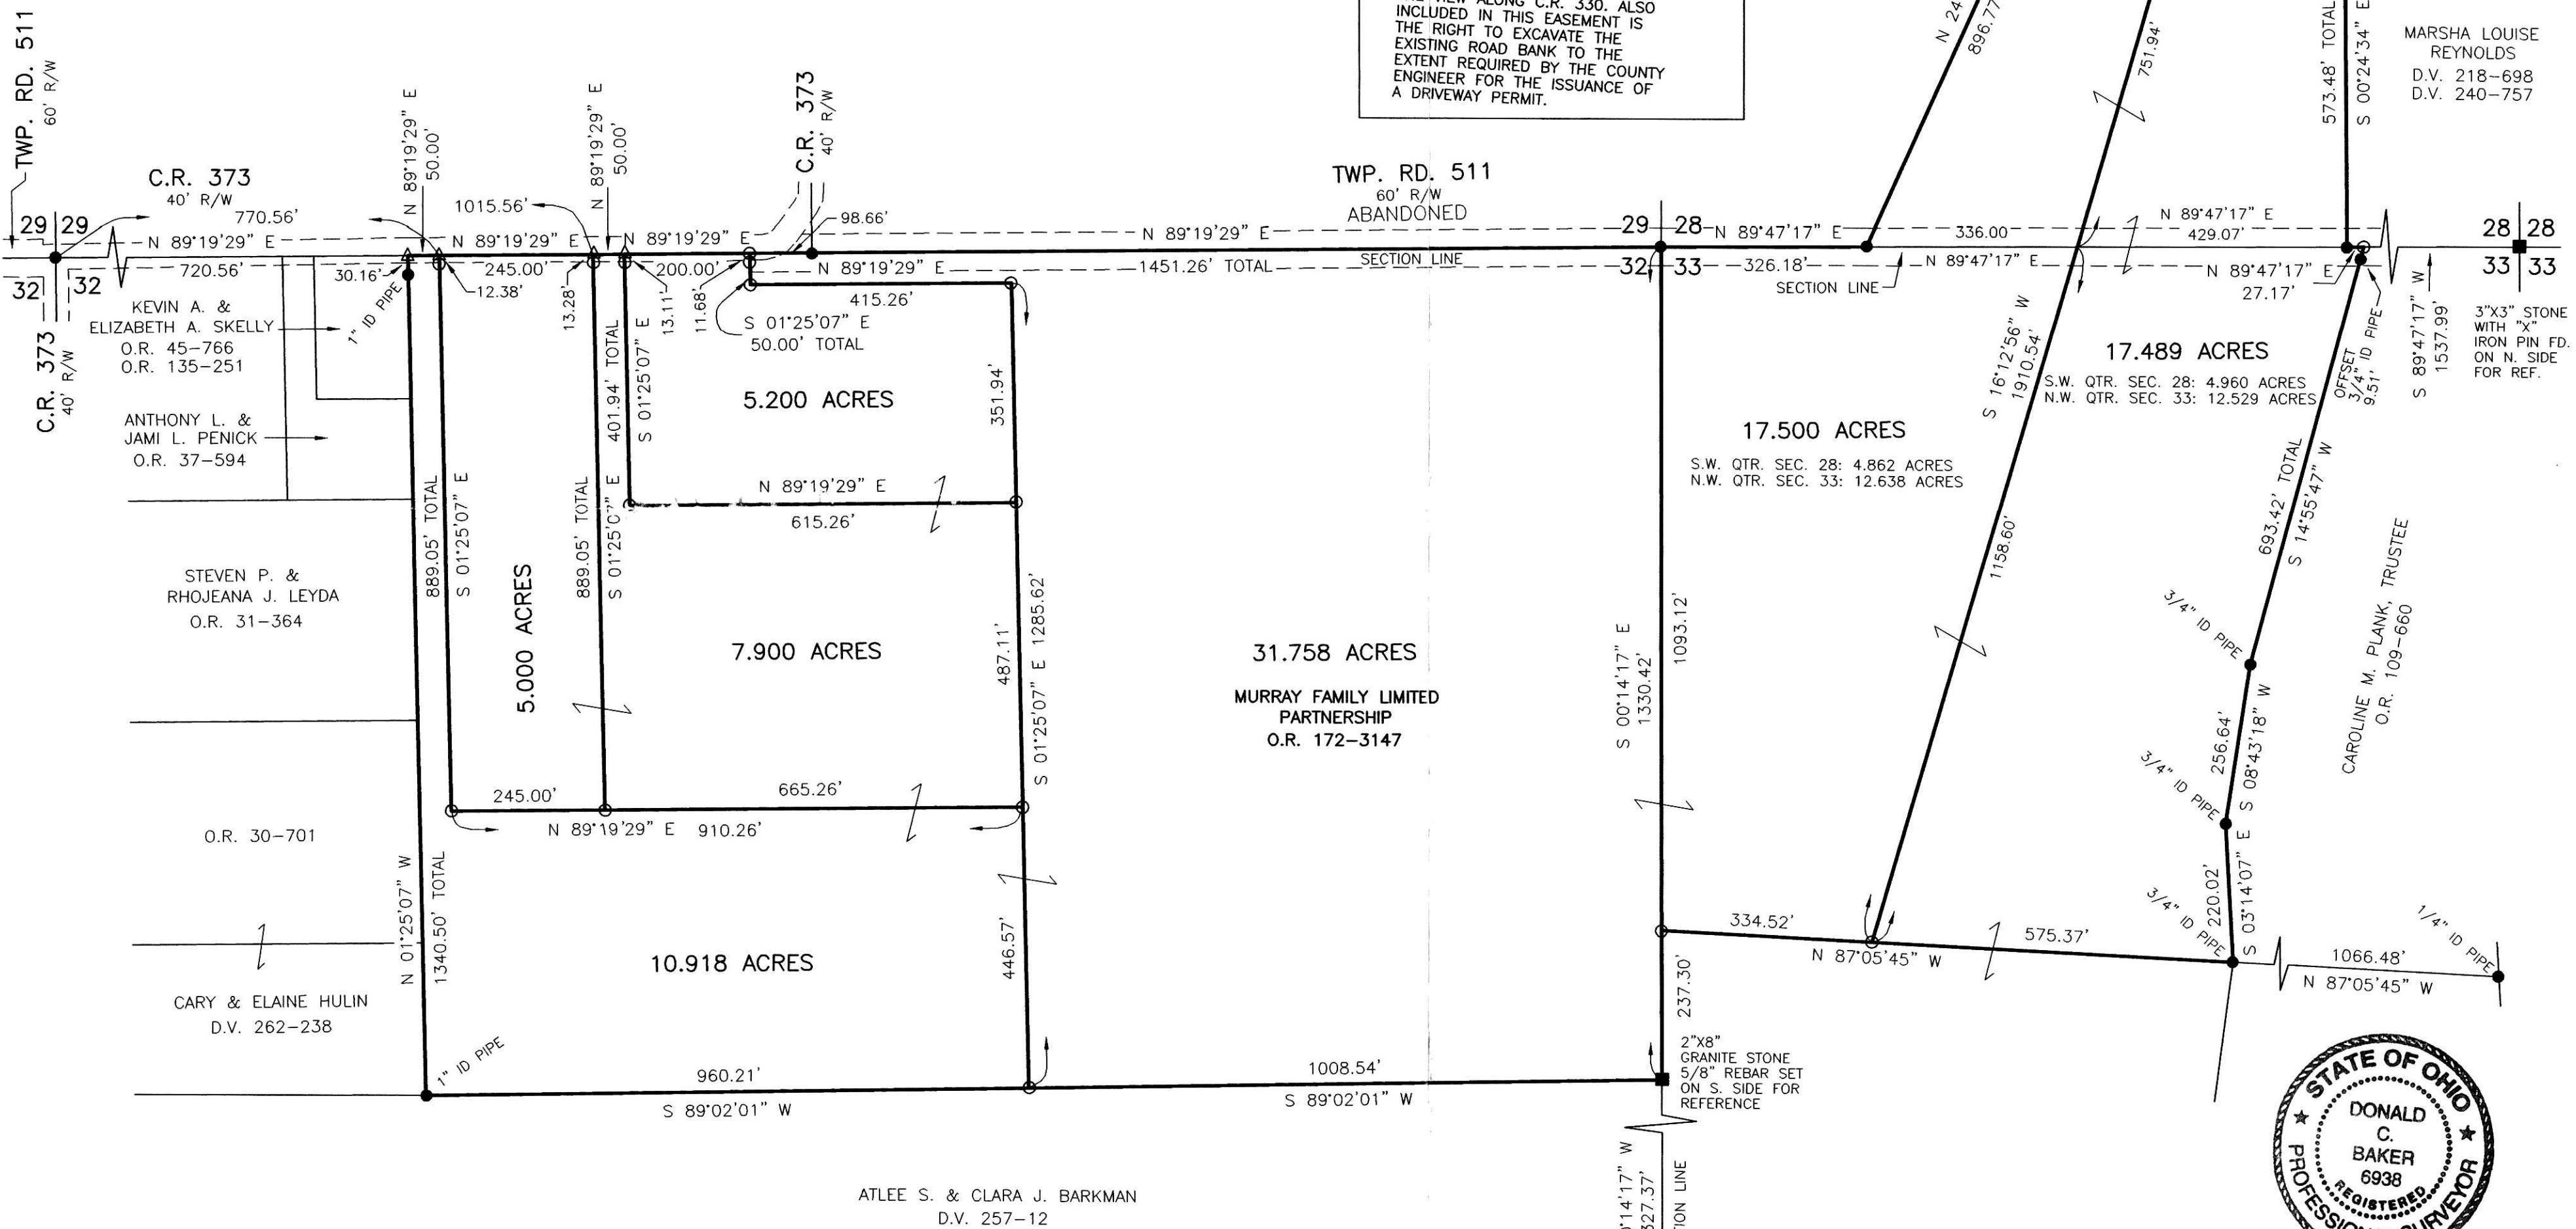 TWP. RD. 511
60' R/W
C.R. 373
40' R/W
29 29
32 32
C.R. 373
40' R/W
770.56'
N 89°19'29" E
720.56'
N 89°19'29" E
50.00'
1015.56'
N 89°19'29" E
245.00'
30.16'
12.38'
13.28'
N 89°19'29" E
50.00'
N 89°19'29" E
200.00'
13.11'
11.68'
C.R. 373
40' R/W
98.66'
INCLUDED IN THIS EASEMENT IS
THE RIGHT TO EXCAVATE THE
EXISTING ROAD BANK TO THE
EXTENT REQUIRED BY THE COUNTY
ENGINEER FOR THE ISSUANCE OF
A DRIVEWAY PERMIT.
TWP. RD. 511
60' R/W
ABANDONED
N 89°19'29" E
N 89°19'29" E
1451.26' TOTAL
SECTION LINE
29 28
32 33
N 89°47'17" E
326.18'
SECTION LINE
N 24
896.77
751.94'
336.00
N 89°47'17" E
N 89°47'17" E
429.07'
N 89°47'17" E
27.17'
573.48' TOTAL
S 00°24'34" E
MARSHA LOUISE
REYNOLDS
D.V. 218-698
D.V. 240-757
28 28
33 33
S 89°47'17" W
1537.99'
3"X3" STONE
WITH "X"
IRON PIN FD.
ON N. SIDE
FOR REF.
KEVIN A. &
ELIZABETH A. SKELLY
O.R. 45-766
O.R. 135-251
1" ID PIPE
ANTHONY L. &
JAMI L. PENICK
O.R. 37-594
STEVEN P. &
RHOJEANA J. LEYDA
O.R. 31-364
O.R. 30-701
CARY & ELAINE HULIN
D.V. 262-238
N 01°25'07" W
1340.50' TOTAL
1" ID PIPE
889.05' TOTAL
S 01°25'07" E
5.000 ACRES
889.05' TOTAL
S 01°25'07" E
401.94' TOTAL
S 01°25'07" E
415.26'
S 01°25'07" E
50.00' TOTAL
5.200 ACRES
351.94'
N 89°19'29" E
615.26'
7.900 ACRES
487.11'
S 01°25'07" E 1285.62'
245.00'
665.26'
N 89°19'29" E 910.26'
10.918 ACRES
446.57'
960.21'
S 89°02'01" W
31.758 ACRES
MURRAY FAMILY LIMITED
PARTNERSHIP
O.R. 172-3147
1008.54'
S 89°02'01" W
S 00°14'17" E
1330.42'
1093.12'
237.30'
2"X8"
GRANITE STONE
5/8" REBAR SET
ON S. SIDE FOR
REFERENCE
17.500 ACRES
S.W. QTR. SEC. 28: 4.862 ACRES
N.W. QTR. SEC. 33: 12.638 ACRES
S 16°12'56" W
1910.54'
1158.60'
17.489 ACRES
S.W. QTR. SEC. 28: 4.960 ACRES
N.W. QTR. SEC. 33: 12.529 ACRES
OFFSET
3/4" ID PIPE
9.51'
693.42' TOTAL
S 14°55'47" W
3/4" ID PIPE
256.64'
S 08°43'18" W
3/4" ID PIPE
220.02'
S 03°14'07" E
3/4" ID PIPE
CAROLINE M. PLANK, TRUSTEE
O.R. 109-660
334.52'
N 87°05'45" W
575.37'
1066.48'
N 87°05'45" W
1/4" ID PIPE
ATLEE S. & CLARA J. BARKMAN
D.V. 257-12
STATE OF OHIO
DONALD
C.
BAKER
6938
REGISTERED